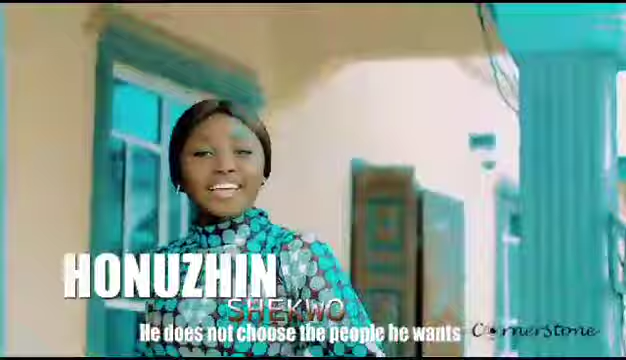 HONUZHIN
SHEKWO
He does not choose the people he wants
Cornerstone